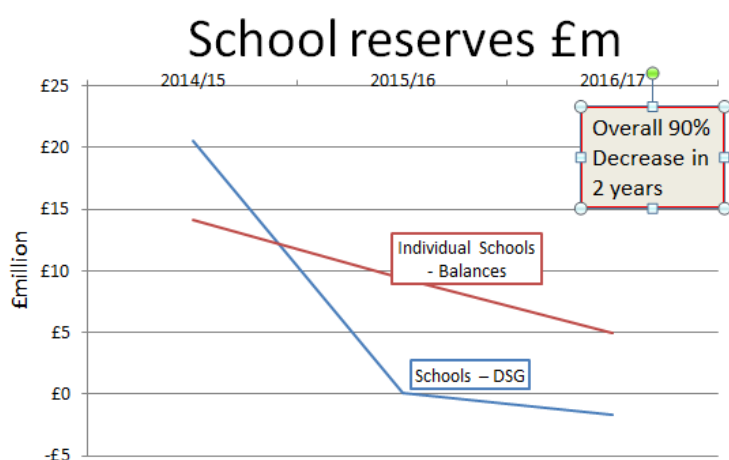 School reserves £m
£25
2014/15
2015/16
2016/17
Overall 90%
Decrease in
2 years
£20
£15
Individual Schools
- Balances
£10
£million
£5
Schools – DSG
£0
-£5